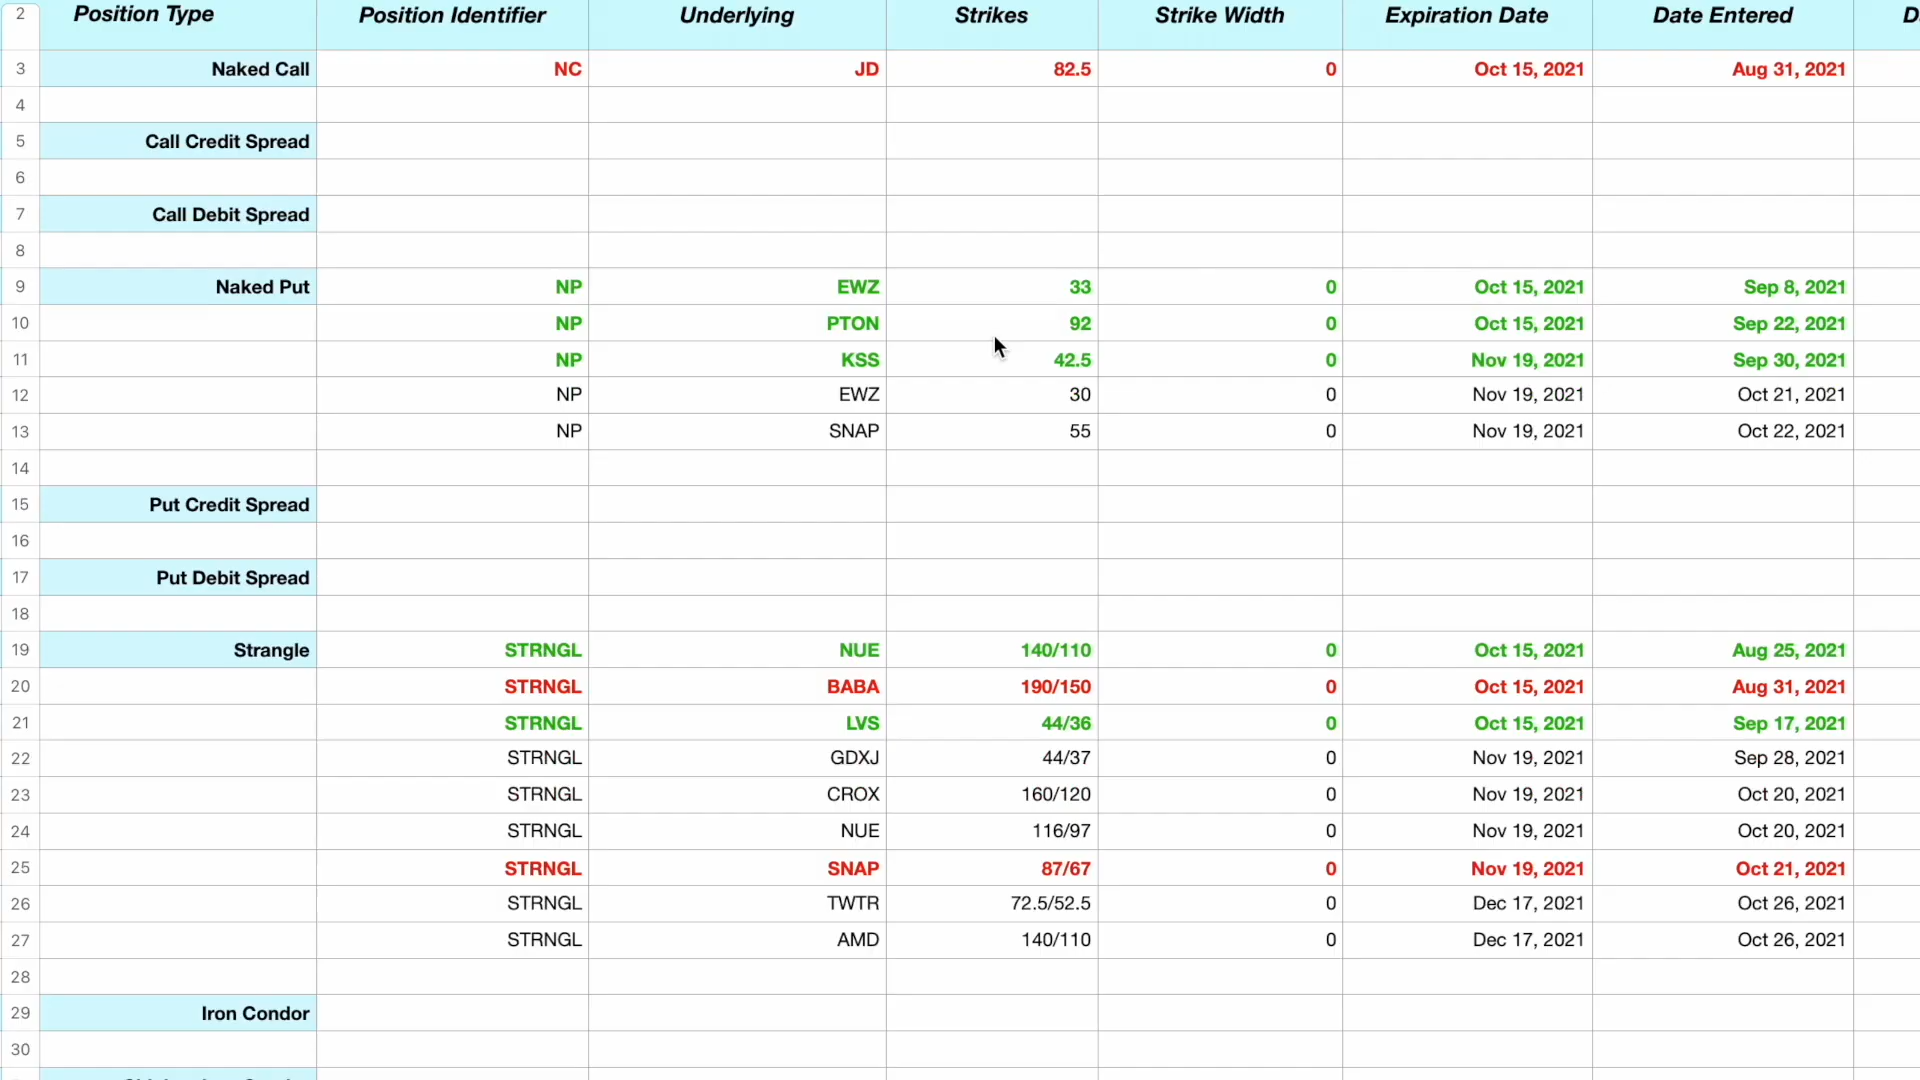 2 Position Type Position Identifier Underlying Strikes Strike Width Expiration Date Date Entered
3 Naked Call NC JD 82.5 0 Oct 15, 2021 Aug 31, 2021
4
5 Call Credit Spread
6
7 Call Debit Spread
8
9 Naked Put NP EWZ 33 0 Oct 15, 2021 Sep 8, 2021
10 NP PTON 92 0 Oct 15, 2021 Sep 22, 2021
11 NP KSS 42.5 0 Nov 19, 2021 Sep 30, 2021
12 NP EWZ 30 0 Nov 19, 2021 Oct 21, 2021
13 NP SNAP 55 0 Nov 19, 2021 Oct 22, 2021
14
15 Put Credit Spread
16
17 Put Debit Spread
18
19 Strangle STRNGL NUE 140/110 0 Oct 15, 2021 Aug 25, 2021
20 STRNGL BABA 190/150 0 Oct 15, 2021 Aug 31, 2021
21 STRNGL LVS 44/36 0 Oct 15, 2021 Sep 17, 2021
22 STRNGL GDXJ 44/37 0 Nov 19, 2021 Sep 28, 2021
23 STRNGL CROX 160/120 0 Nov 19, 2021 Oct 20, 2021
24 STRNGL NUE 116/97 0 Nov 19, 2021 Oct 20, 2021
25 STRNGL SNAP 87/67 0 Nov 19, 2021 Oct 21, 2021
26 STRNGL TWTR 72.5/52.5 0 Dec 17, 2021 Oct 26, 2021
27 STRNGL AMD 140/110 0 Dec 17, 2021 Oct 26, 2021
28
29 Iron Condor
30